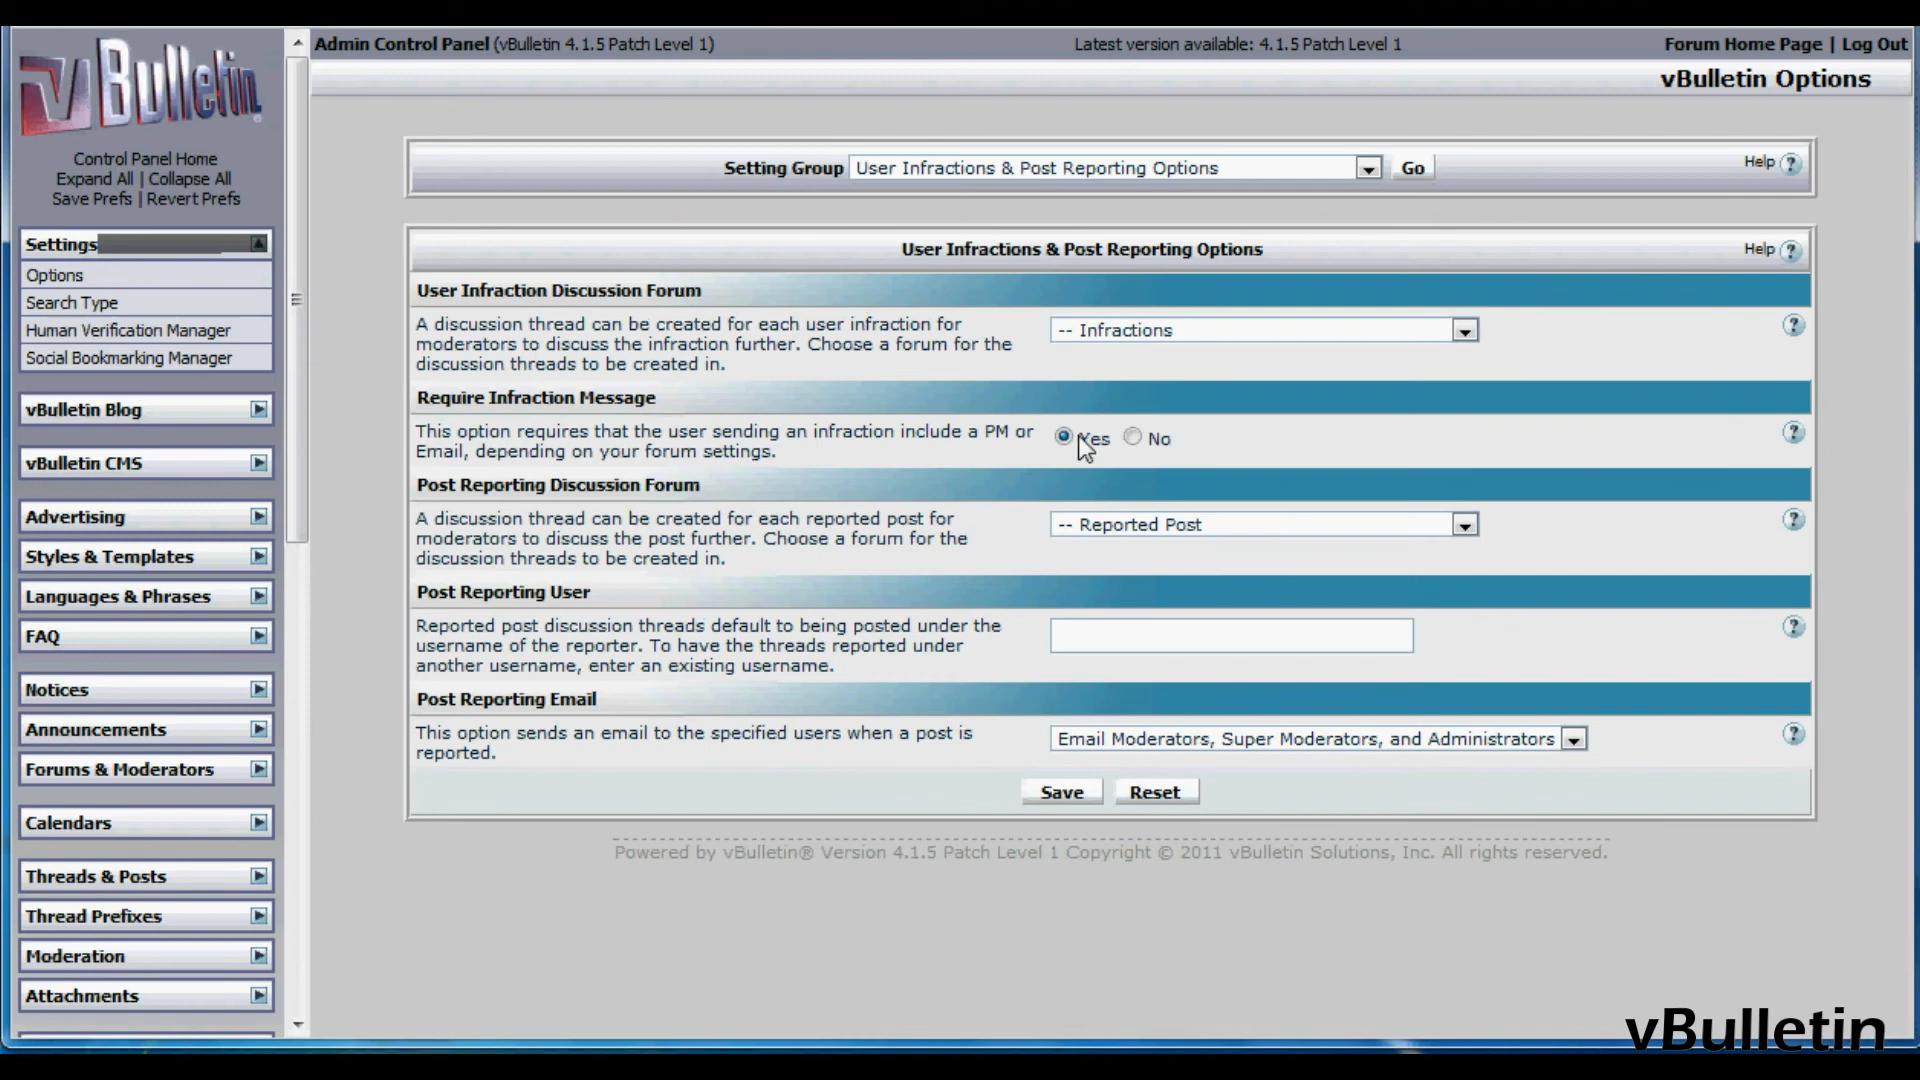 vBulletin
Control Panel Home
Expand All | Collapse All
Save Prefs | Revert Prefs
Settings
Options
Search Type
Human Verification Manager
Social Bookmarking Manager
vBulletin Blog
vBulletin CMS
Advertising
Styles & Templates
Languages & Phrases
FAQ
Notices
Announcements
Forums & Moderators
Calendars
Threads & Posts
Thread Prefixes
Moderation
Attachments
Admin Control Panel (vBulletin 4.1.5 Patch Level 1)
Latest version available: 4.1.5 Patch Level 1
Forum Home Page | Log Out
vBulletin Options
Setting Group User Infractions & Post Reporting Options Go
Help ?
User Infractions & Post Reporting Options
Help ?
User Infraction Discussion Forum
A discussion thread can be created for each user infraction for
moderators to discuss the infraction further. Choose a forum for the
discussion threads to be created in.
-- Infractions
?
Require Infraction Message
This option requires that the user sending an infraction include a PM or
Email, depending on your forum settings.
Yes No
?
Post Reporting Discussion Forum
A discussion thread can be created for each reported post for
moderators to discuss the post further. Choose a forum for the
discussion threads to be created in.
-- Reported Post
?
Post Reporting User
Reported post discussion threads default to being posted under the
username of the reporter. To have the threads reported under
another username, enter an existing username.
?
Post Reporting Email
This option sends an email to the specified users when a post is
reported.
Email Moderators, Super Moderators, and Administrators
?
Save Reset
Powered by vBulletin® Version 4.1.5 Patch Level 1 Copyright © 2011 vBulletin Solutions, Inc. All rights reserved.
vBulletin